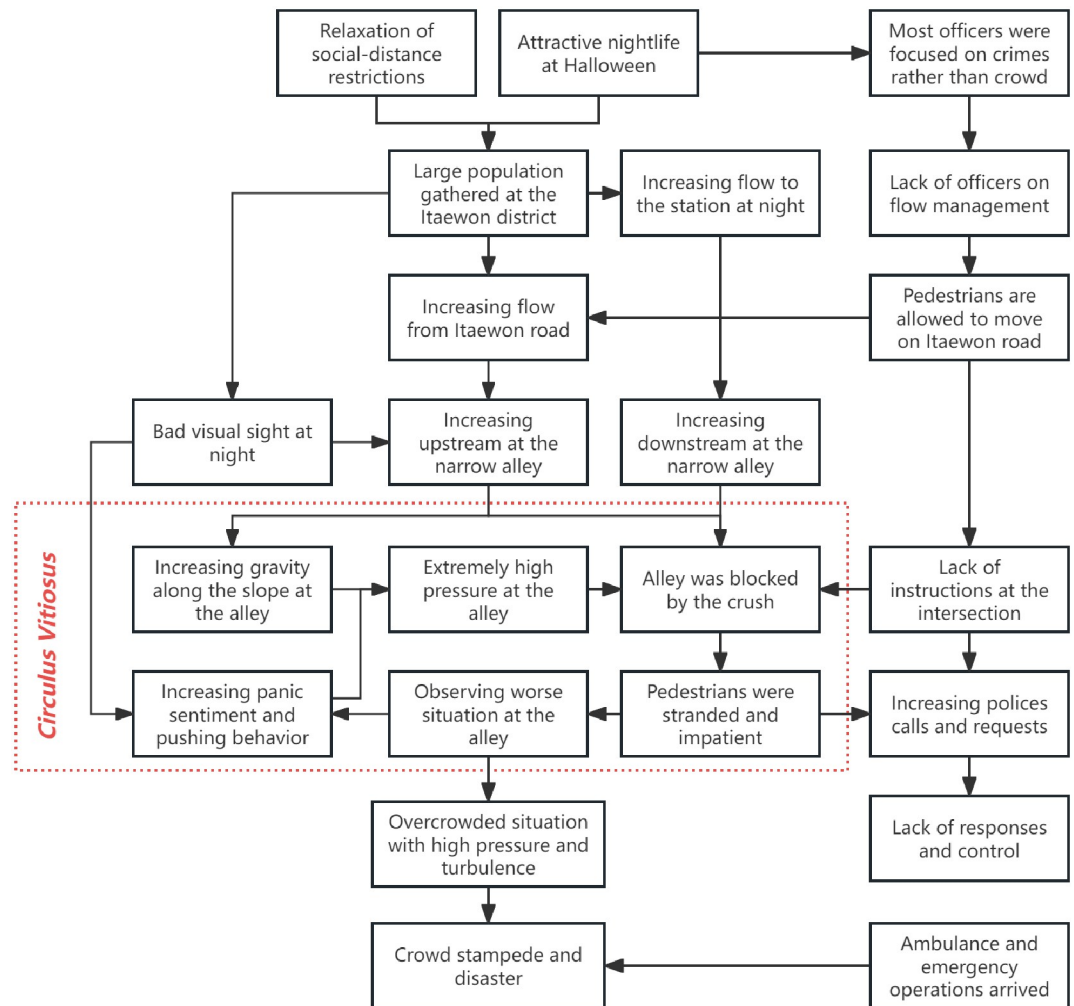 Relaxation of
social-distance
restrictions
Attractive nightlife
at Halloween
Most officers were
focused on crimes
rather than crowd
Large population
gathered at the
Itaewon district
Increasing flow to
the station at night
Lack of officers on
flow management
Increasing flow
from Itaewon road
Pedestrians are
allowed to move
on Itaewon road
Bad visual sight at
night
Increasing
upstream at the
narrow alley
Increasing
downstream at the
narrow alley
Circulus Vitiosus
Increasing gravity
along the slope at
the alley
Extremely high
pressure at the
alley
Alley was blocked
by the crush
Lack of
instructions at the
intersection
Increasing panic
sentiment and
pushing behavior
Observing worse
situation at the
alley
Pedestrians were
stranded and
impatient
Increasing polices
calls and requests
Overcrowded situation
with high pressure and
turbulence
Lack of responses
and control
Crowd stampede and
disaster
Ambulance and
emergency
operations arrived